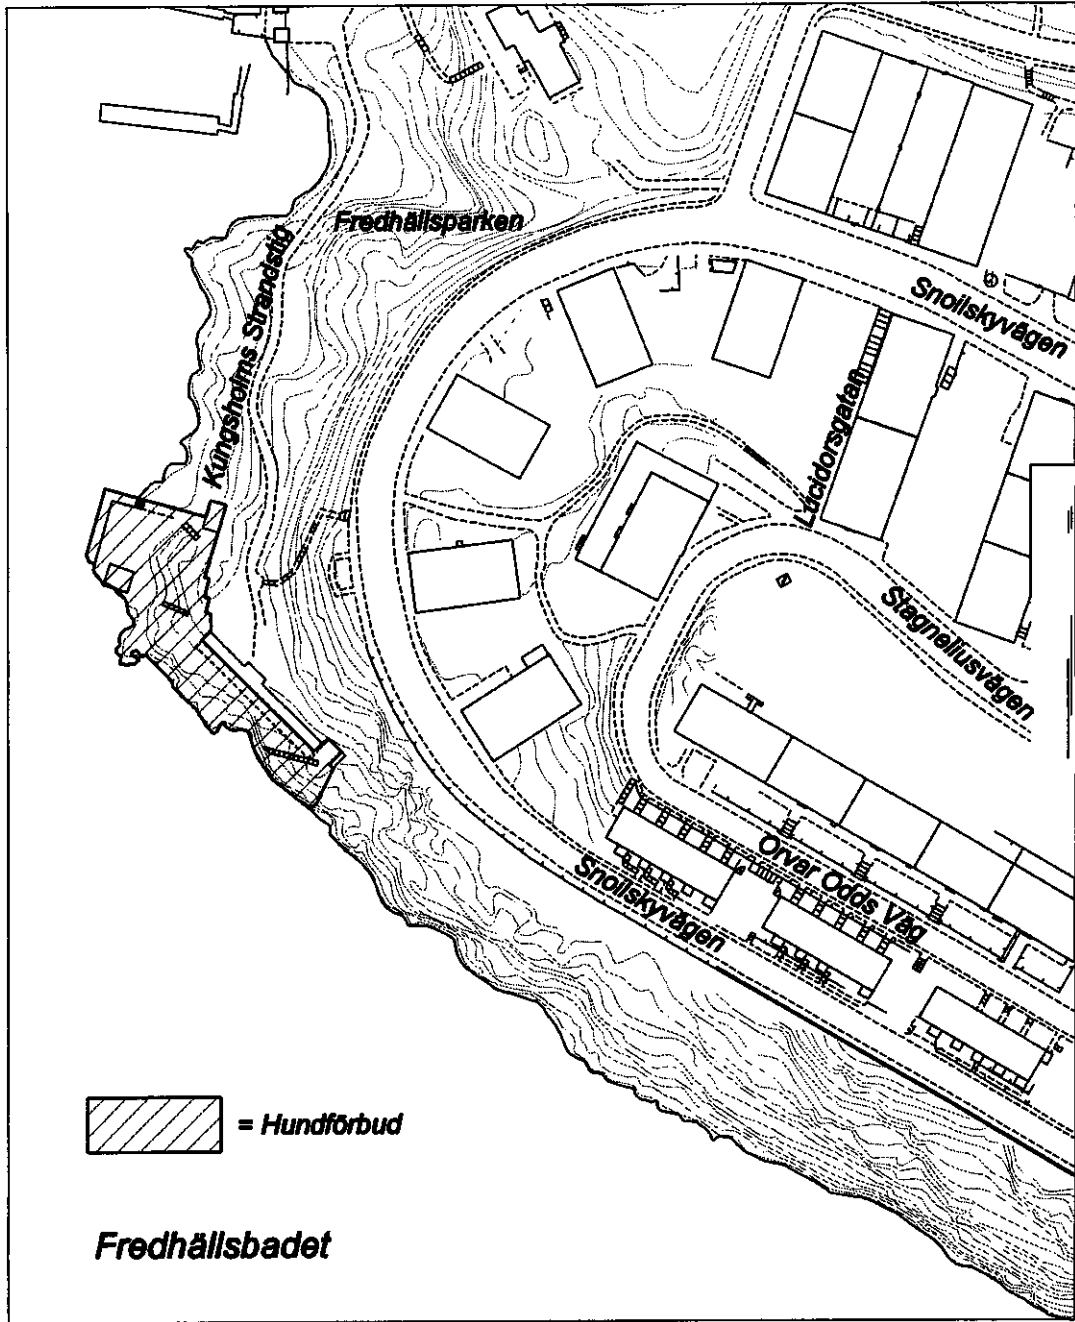 Fredhällsparken
Kungsholms Strandstig
Snoilskyvägen
Lucidorsgatan
Stagneliusvägen
Orvar Odds Väg
Snoilskyvägen
= Hundförbud
Fredhällsbadet